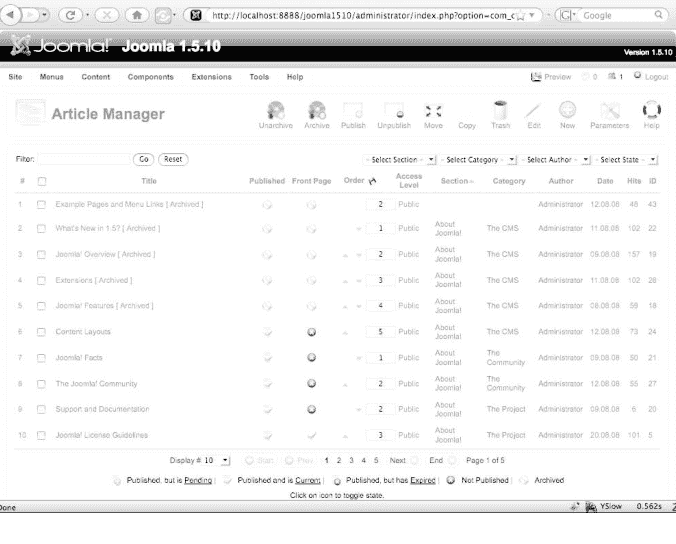 http://localhost:8888/joomla1510/administrator/index.php?option=com_c
Google
Joomla! Joomla 1.5.10
Version 1.5.10
Site Menus Content Components Extensions Tools Help Preview 0 1 Logout
Article Manager
Unarchive Archive Publish Unpublish Move Copy Trash Edit New Parameters Help
Filter: Go Reset - Select Section - - Select Category - - Select Author - - Select State -
# Title Published Front Page Order Access Level Section Category Author Date Hits ID
1 Example Pages and Menu Links [ Archived ] 2 Public Administrator 12.08.08 48 43
2 What's New in 1.5? [ Archived ] 1 Public About Joomla! The CMS Administrator 11.08.08 102 22
3 Joomla! Overview [ Archived ] 2 Public About Joomla! The CMS Administrator 09.08.08 157 19
4 Extensions [ Archived ] 3 Public About Joomla! The CMS Administrator 11.08.08 102 26
5 Joomla! Features [ Archived ] 4 Public About Joomla! The CMS Administrator 08.08.08 59 18
6 Content Layouts 5 Public About Joomla! The CMS Administrator 12.08.08 73 24
7 Joomla! Facts 1 Public About Joomla! The Community Administrator 09.08.08 50 21
8 The Joomla! Community 2 Public About Joomla! The Community Administrator 12.08.08 55 27
9 Support and Documentation 2 Public About Joomla! The Project Administrator 09.08.08 6 20
10 Joomla! License Guidelines 3 Public About Joomla! The Project Administrator 20.08.08 101 5
Display # 10 Start Prev 1 2 3 4 5 Next End Page 1 of 5
Published, but is Pending | Published and is Current | Published, but has Expired | Not Published | Archived
Click on icon to toggle state.
Done YSlow 0.562s